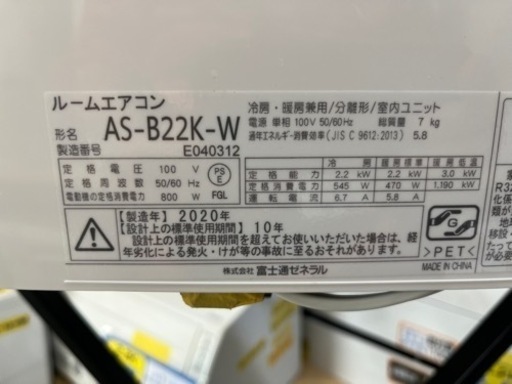 ルームエアコン
形名 AS-B22K-W
製造番号 E040312
冷房・暖房兼用/分離形/室内ユニット
電源 単相 100V 50/60Hz 総質量 7 kg
通年エネルギー消費効率(JIS C 9612:2013) 5.8
定格電圧 100 V
定格周波数 50/60 Hz
電動機の定格消費電力 800 W
PS
E
FGL
冷房 暖房 暖房低温
定格能力 2.2 kW 2.2 kW 3.0 kW
定格消費電力 545 W 470 W 1,190 kW
運転電流 6.7 A 5.8 A
【製造年】2020年
【設計上の標準使用期間】10年
設計上の標準使用期間を超えてお使いいただいた場合は、経
年劣化による発火・けが等の事故に至るおそれがあります。
G
>PET<
MADE IN CHINA
株式会社 富士通ゼネラル
R32